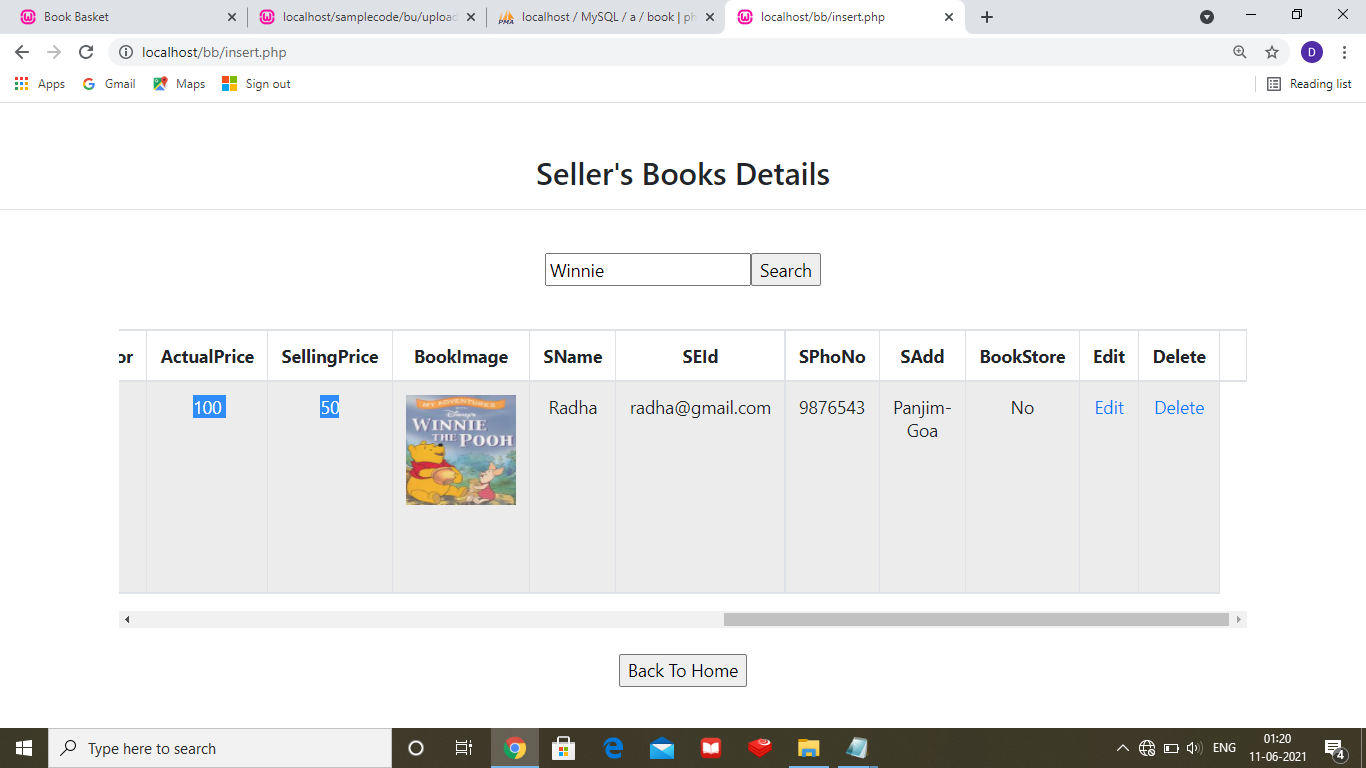 Book Basket
localhost/samplecode/bu/upload
localhost / MySQL / a / book | ph
localhost/bb/insert.php
localhost/bb/insert.php
D
Apps
Gmail
Maps
Sign out
Reading list
Seller's Books Details
Winnie
Search
or ActualPrice SellingPrice BookImage SName SEId SPhoNo SAdd BookStore Edit Delete
100 50 Radha radha@gmail.com 9876543 Panjim-
Goa No Edit Delete
MY ADVENTURES
WITH
Disney's
WINNIE
THE POOH
Back To Home
Type here to search
ENG
01:20
11-06-2021
4